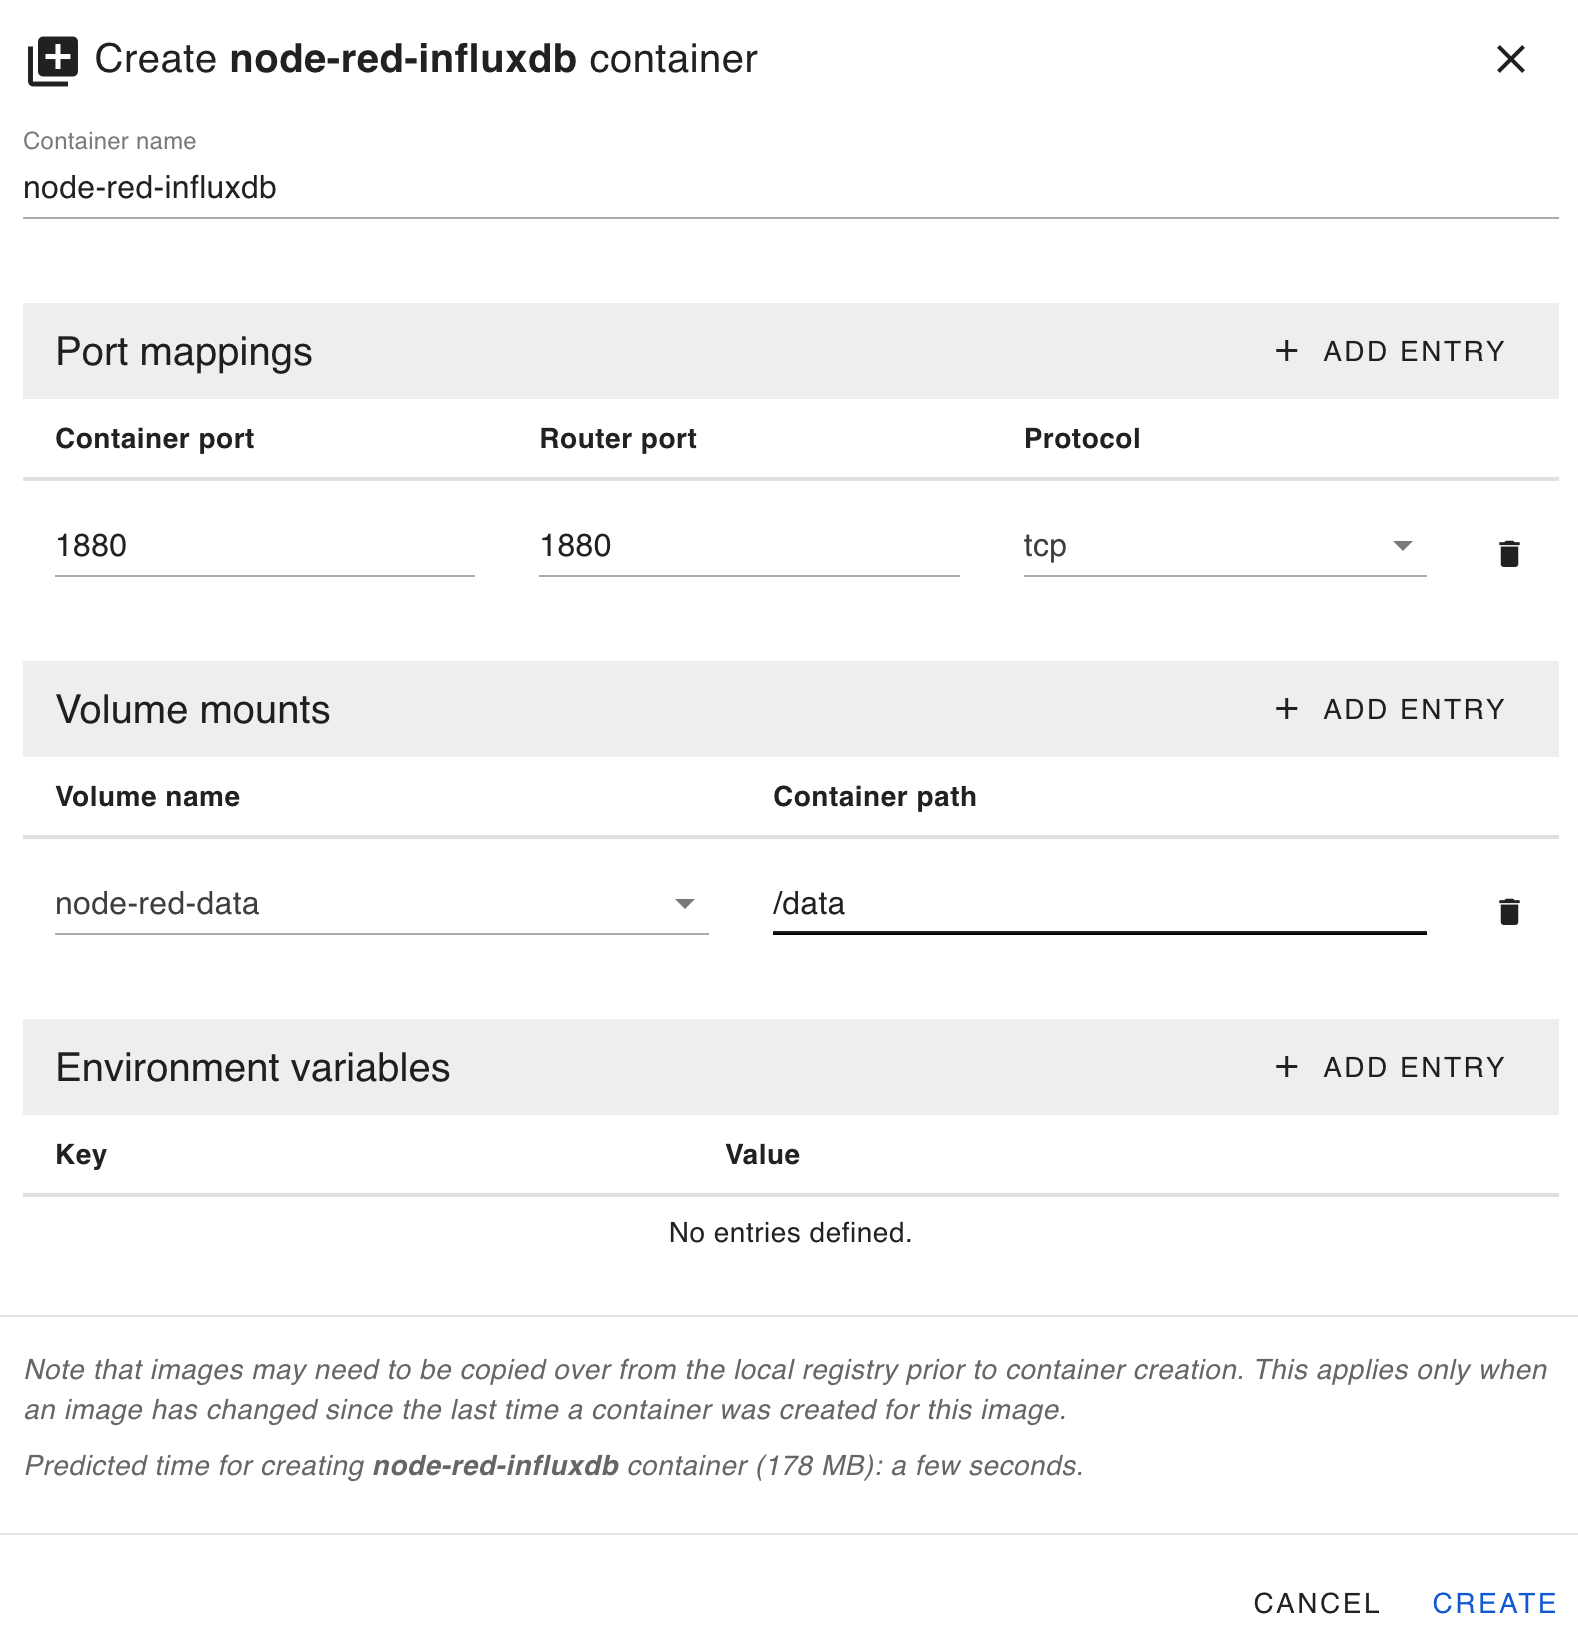 Create node-red-influxdb container
Container name
node-red-influxdb
Port mappings
+ ADD ENTRY
Container port Router port Protocol
1880 1880 tcp
Volume mounts
+ ADD ENTRY
Volume name Container path
node-red-data /data
Environment variables
+ ADD ENTRY
Key Value
No entries defined.
Note that images may need to be copied over from the local registry prior to container creation. This applies only when
an image has changed since the last time a container was created for this image.
Predicted time for creating node-red-influxdb container (178 MB): a few seconds.
CANCEL CREATE